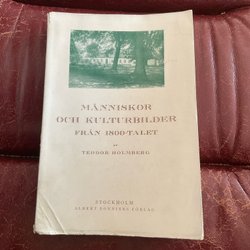 MÄNNISKOR
OCH KULTURBILDER
FRÅN 1800-TALET
AV
TEODOR HOLMBERG
STOCKHOLM
ALBERT BONNIERS FÖRLAG